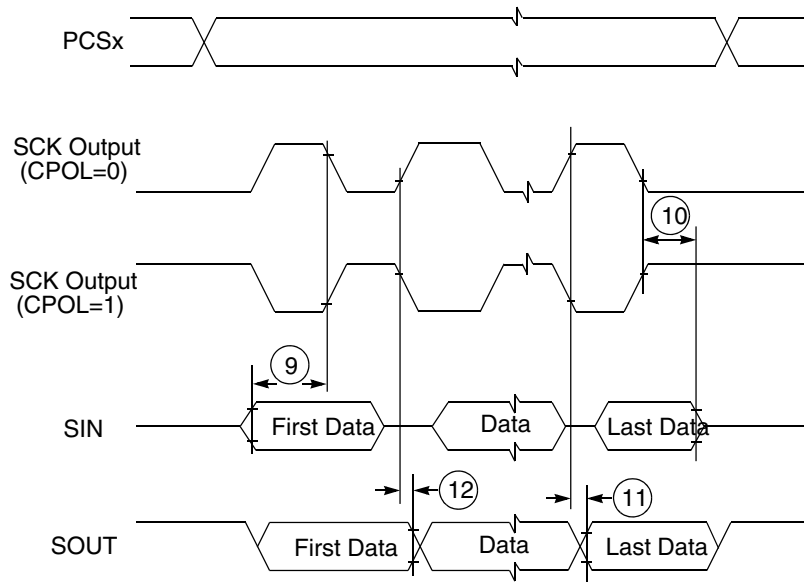 PCSx
SCK Output
(CPOL=0)
10
SCK Output
(CPOL=1)
9
SIN
First Data
Data
Last Data
12
11
SOUT
First Data
Data
Last Data